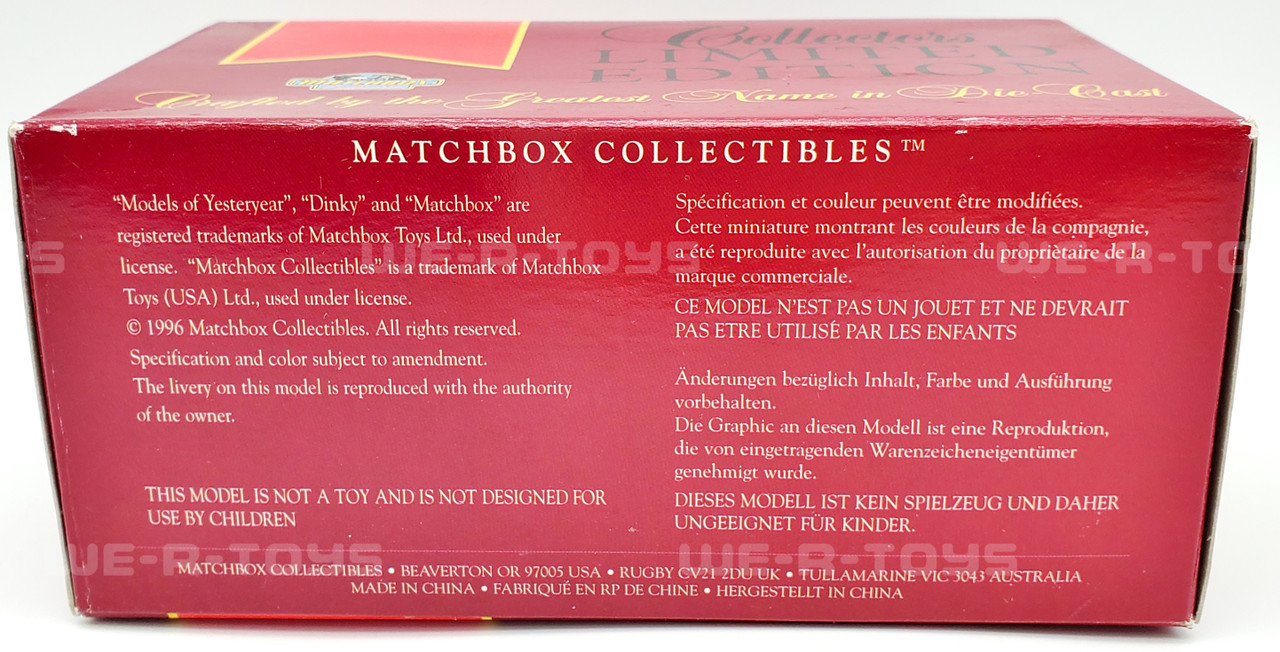 Collectors
LIMITED
EDITION
Crafted by the Greatest Name in Die Cast
MATCHBOX COLLECTIBLES™
“Models of Yesteryear”, “Dinky” and “Matchbox” are
registered trademarks of Matchbox Toys Ltd., used under
license. “Matchbox Collectibles” is a trademark of Matchbox
Toys (USA) Ltd., used under license.
© 1996 Matchbox Collectibles. All rights reserved.
Specification and color subject to amendment.
The livery on this model is reproduced with the authority
of the owner.
THIS MODEL IS NOT A TOY AND IS NOT DESIGNED FOR
USE BY CHILDREN
Spécification et couleur peuvent être modifiées.
Cette miniature montrant les couleurs de la compagnie,
a été reproduite avec l’autorisation du propriètaire de la
marque commerciale.
CE MODEL N’EST PAS UN JOUET ET NE DEVRAIT
PAS ETRE UTILISÉ PAR LES ENFANTS
Änderungen bezüglich Inhalt, Farbe und Ausführung
vorbehalten.
Die Graphic an diesen Modell ist eine Reproduktion,
die von eingetragenden Warenzeicheneigentümer
genehmigt wurde.
DIESES MODELL IST KEIN SPIELZEUG UND DAHER
UNGEEIGNET FÜR KINDER.
MATCHBOX COLLECTIBLES • BEAVERTON OR 97005 USA • RUGBY CV21 2DU UK • TULLAMARINE VIC 3043 AUSTRALIA
MADE IN CHINA • FABRIQUÉ EN RP DE CHINE • HERGESTELLT IN CHINA
WE-R-TOYS
WE-R-TOYS
WE-R-TOYS